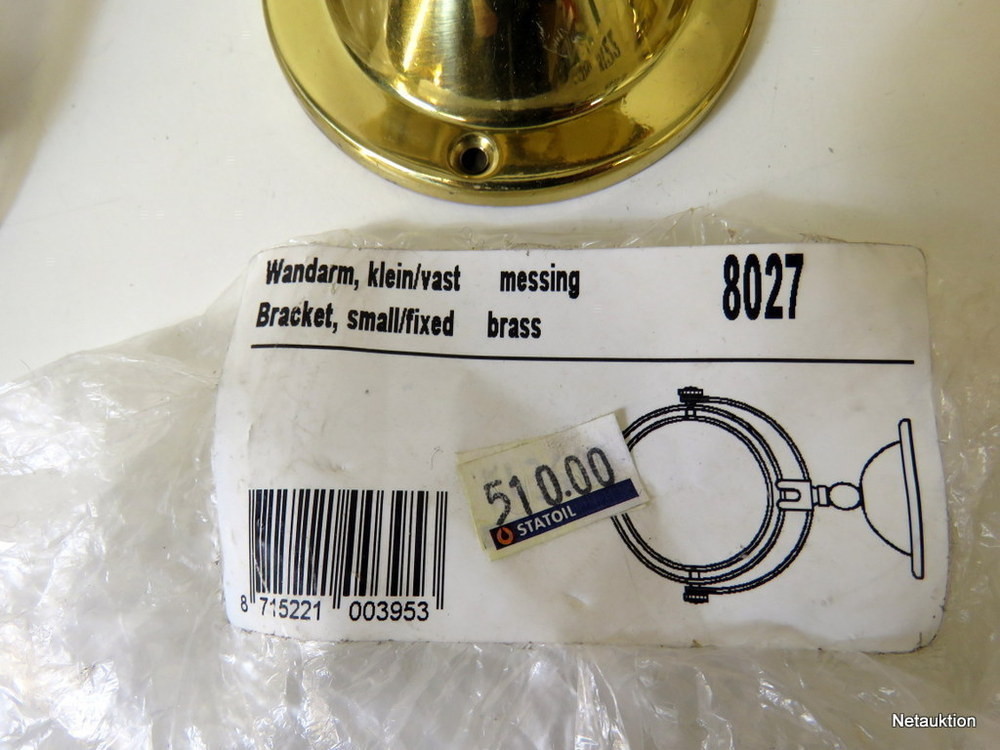 Wandarm, klein/vast messing 8027
Bracket, small/fixed brass
510.00
STATOIL
8 715221 003953
Netauktion